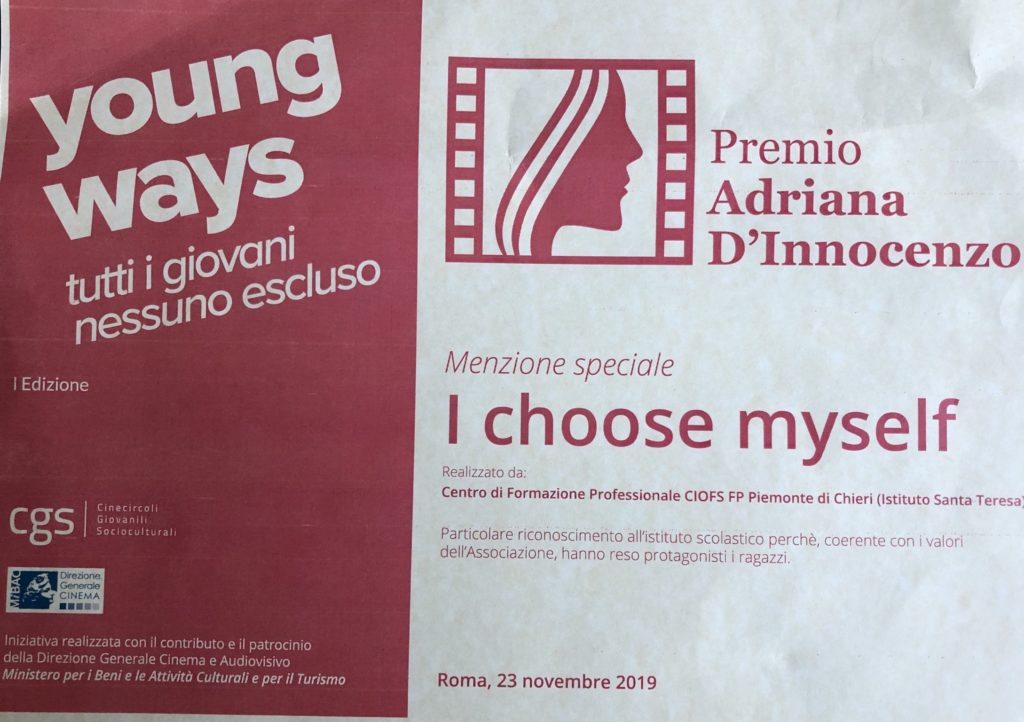 young
ways
tutti i giovani
nessuno escluso
I Edizione
cgs
Cinecircoli
Giovanili
Socioculturali
MiBAC
Direzione
Generale
CINEMA
Iniziativa realizzata con il contributo e il patrocinio
della Direzione Generale Cinema e Audiovisivo
Ministero per i Beni e le Attività Culturali e per il Turismo
Premio
Adriana
D'Innocenzo
Menzione speciale
I choose myself
Realizzato da:
Centro di Formazione Professionale CIOFS FP Piemonte di Chieri (Istituto Santa Teresa)
Particolare riconoscimento all'istituto scolastico perchè, coerente con i valori
dell'Associazione, hanno reso protagonisti i ragazzi.
Roma, 23 novembre 2019